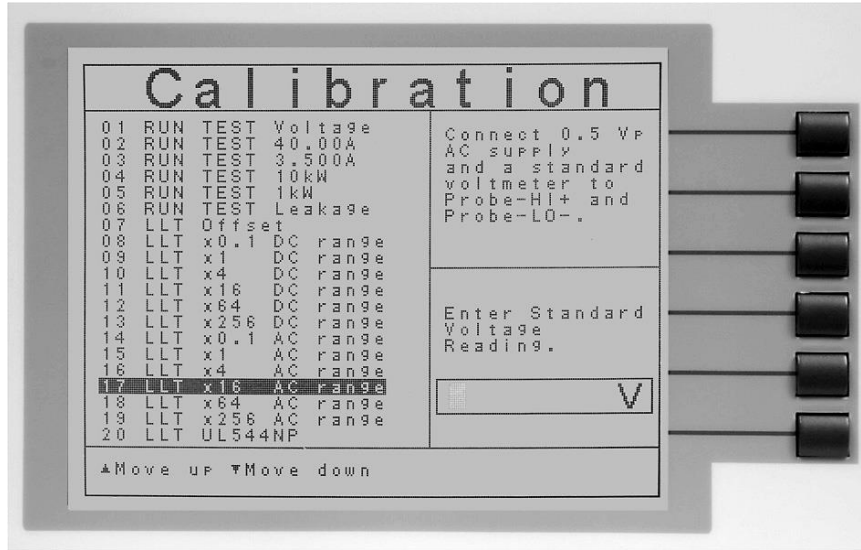 Calibration
01 RUN TEST Voltage
02 RUN TEST 40.00A
03 RUN TEST 3.500A
04 RUN TEST 10kW
05 RUN TEST 1kW
06 RUN TEST Leakage
07 LLT Offset
08 LLT x0.1 DC range
09 LLT x1 DC range
10 LLT x4 DC range
11 LLT x16 DC range
12 LLT x64 DC range
13 LLT x256 DC range
14 LLT x0.1 AC range
15 LLT x1 AC range
16 LLT x4 AC range
17 LLT x16 AC range
18 LLT x64 AC range
19 LLT x256 AC range
20 LLT UL544NP
Connect 0.5 Vp
AC supply
and a standard
voltmeter to
Probe-HI+ and
Probe-LO-.
Enter Standard
Voltage
Reading.
V
▲Move up ▼Move down